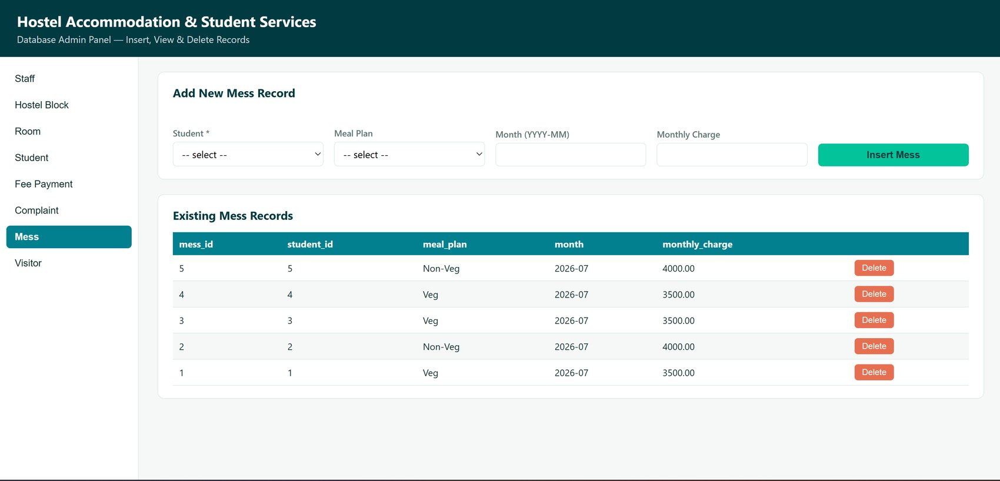 Hostel Accommodation & Student Services
Database Admin Panel — Insert, View & Delete Records
Staff
Hostel Block
Room
Student
Fee Payment
Complaint
Mess
Visitor
Add New Mess Record
Student * Meal Plan Month (YYYY-MM) Monthly Charge
-- select -- -- select -- Insert Mess
Existing Mess Records
mess_id student_id meal_plan month monthly_charge
5 5 Non-Veg 2026-07 4000.00 Delete
4 4 Veg 2026-07 3500.00 Delete
3 3 Veg 2026-07 3500.00 Delete
2 2 Non-Veg 2026-07 4000.00 Delete
1 1 Veg 2026-07 3500.00 Delete